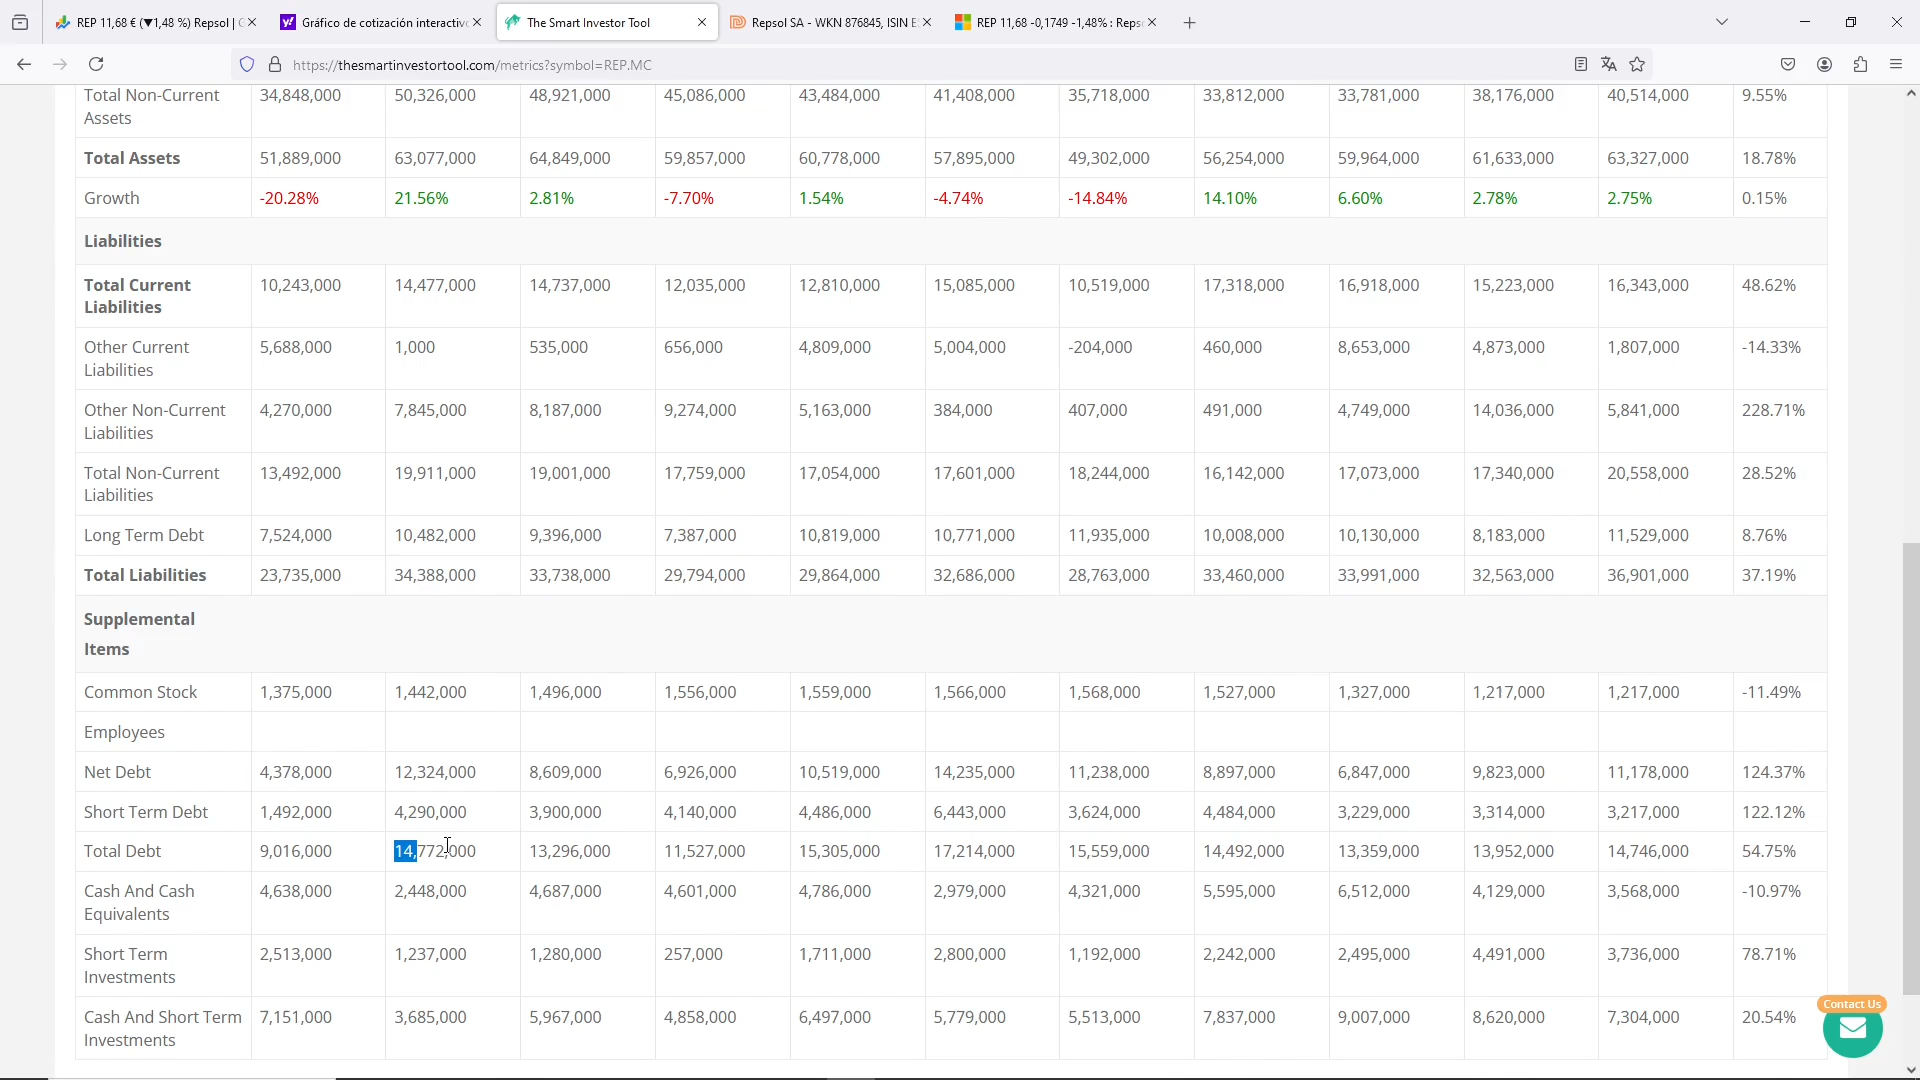 REP 11,68 € (▼1,48 %) Repsol | G
Gráfico de cotización interactivo
The Smart Investor Tool
Repsol SA - WKN 876845, ISIN E
REP 11,68 -0,1749 -1,48% : Reps
https://thesmartinvestortool.com/metrics?symbol=REP.MC
Total Non-Current Assets 34,848,000 50,326,000 48,921,000 45,086,000 43,484,000 41,408,000 35,718,000 33,812,000 33,781,000 38,176,000 40,514,000 9.55%
Total Assets 51,889,000 63,077,000 64,849,000 59,857,000 60,778,000 57,895,000 49,302,000 56,254,000 59,964,000 61,633,000 63,327,000 18.78%
Growth -20.28% 21.56% 2.81% -7.70% 1.54% -4.74% -14.84% 14.10% 6.60% 2.78% 2.75% 0.15%
Liabilities
Total Current Liabilities 10,243,000 14,477,000 14,737,000 12,035,000 12,810,000 15,085,000 10,519,000 17,318,000 16,918,000 15,223,000 16,343,000 48.62%
Other Current Liabilities 5,688,000 1,000 535,000 656,000 4,809,000 5,004,000 -204,000 460,000 8,653,000 4,873,000 1,807,000 -14.33%
Other Non-Current Liabilities 4,270,000 7,845,000 8,187,000 9,274,000 5,163,000 384,000 407,000 491,000 4,749,000 14,036,000 5,841,000 228.71%
Total Non-Current Liabilities 13,492,000 19,911,000 19,001,000 17,759,000 17,054,000 17,601,000 18,244,000 16,142,000 17,073,000 17,340,000 20,558,000 28.52%
Long Term Debt 7,524,000 10,482,000 9,396,000 7,387,000 10,819,000 10,771,000 11,935,000 10,008,000 10,130,000 8,183,000 11,529,000 8.76%
Total Liabilities 23,735,000 34,388,000 33,738,000 29,794,000 29,864,000 32,686,000 28,763,000 33,460,000 33,991,000 32,563,000 36,901,000 37.19%
Supplemental
Items
Common Stock 1,375,000 1,442,000 1,496,000 1,556,000 1,559,000 1,566,000 1,568,000 1,527,000 1,327,000 1,217,000 1,217,000 -11.49%
Employees
Net Debt 4,378,000 12,324,000 8,609,000 6,926,000 10,519,000 14,235,000 11,238,000 8,897,000 6,847,000 9,823,000 11,178,000 124.37%
Short Term Debt 1,492,000 4,290,000 3,900,000 4,140,000 4,486,000 6,443,000 3,624,000 4,484,000 3,229,000 3,314,000 3,217,000 122.12%
Total Debt 9,016,000 14,772,000 13,296,000 11,527,000 15,305,000 17,214,000 15,559,000 14,492,000 13,359,000 13,952,000 14,746,000 54.75%
Cash And Cash Equivalents 4,638,000 2,448,000 4,687,000 4,601,000 4,786,000 2,979,000 4,321,000 5,595,000 6,512,000 4,129,000 3,568,000 -10.97%
Short Term Investments 2,513,000 1,237,000 1,280,000 257,000 1,711,000 2,800,000 1,192,000 2,242,000 2,495,000 4,491,000 3,736,000 78.71%
Cash And Short Term Investments 7,151,000 3,685,000 5,967,000 4,858,000 6,497,000 5,779,000 5,513,000 7,837,000 9,007,000 8,620,000 7,304,000 20.54%
Contact Us